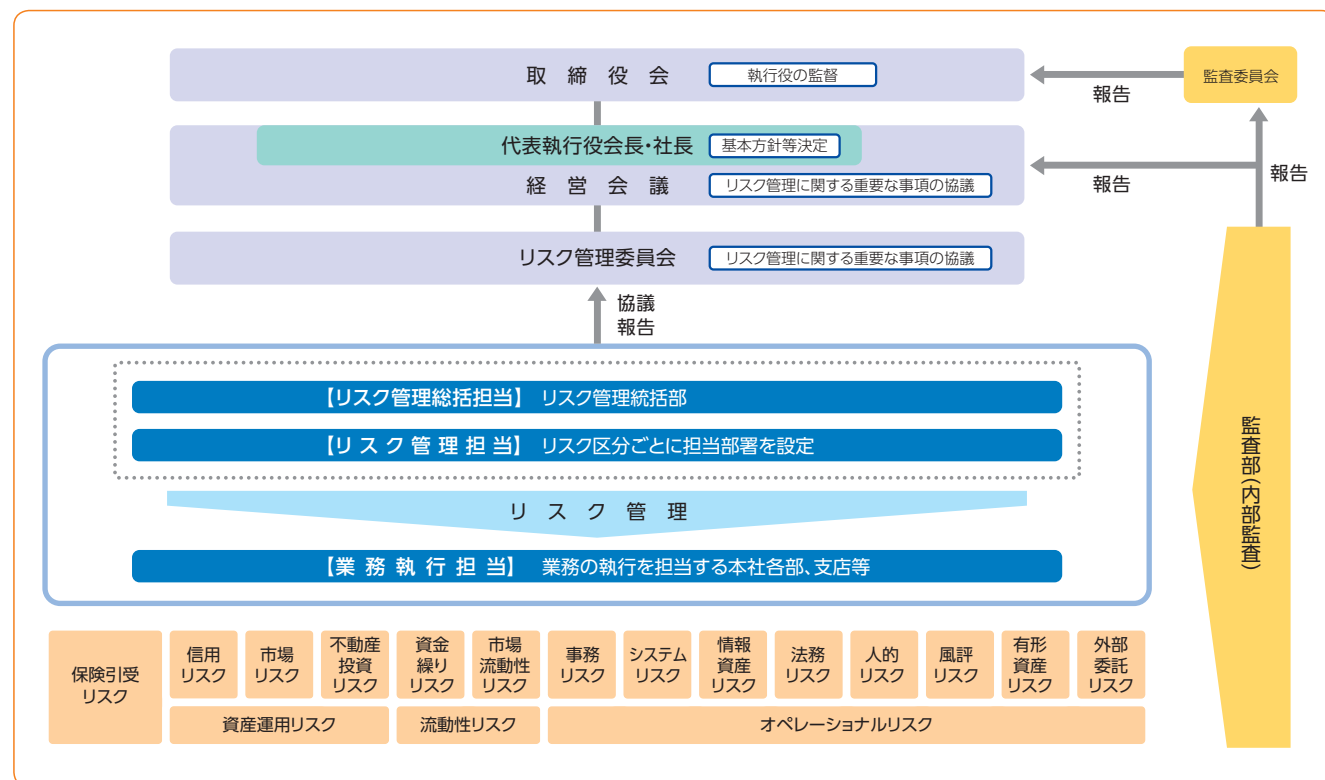 取締役会
執行役の監督
監査委員会
報告
代表執行役会長・社長
基本方針等決定
経営会議
リスク管理に関する重要な事項の協議
報告
報告
リスク管理委員会
リスク管理に関する重要な事項の協議
協議
報告
【リスク管理総括担当】 リスク管理統括部
【リスク管理担当】 リスク区分ごとに担当部署を設定
リスク管理
【業務執行担当】 業務の執行を担当する本社各部、支店等
監査部(内部監査)
保険引受
リスク
信用
リスク
市場
リスク
不動産
投資
リスク
資金
繰り
リスク
市場
流動性
リスク
事務
リスク
システム
リスク
情報
資産
リスク
法務
リスク
人的
リスク
風評
リスク
有形
資産
リスク
外部
委託
リスク
資産運用リスク
流動性リスク
オペレーショナルリスク